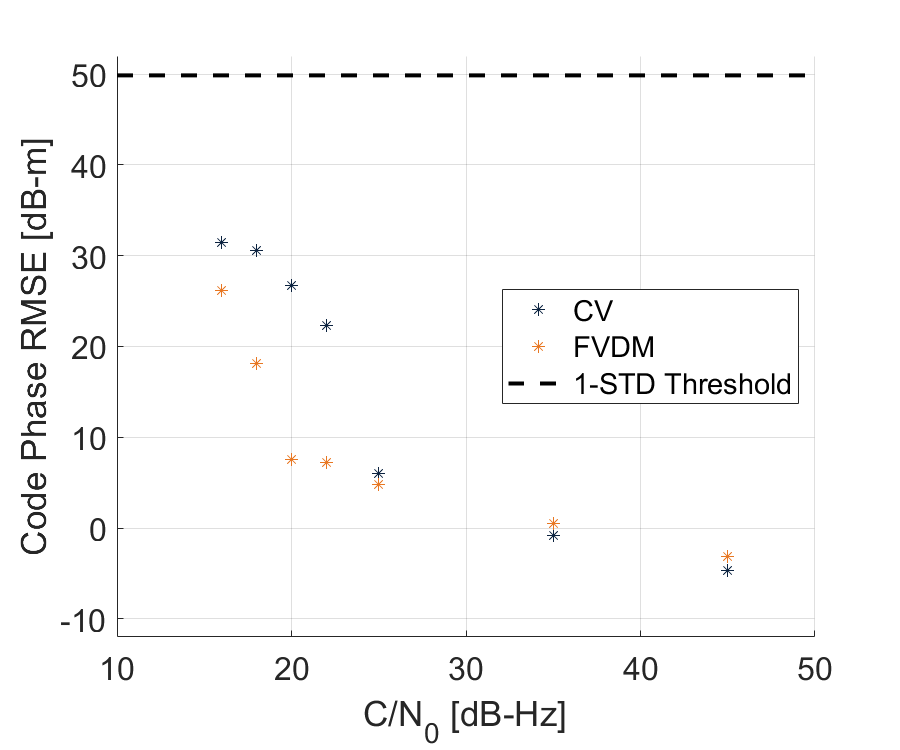 Code Phase RMSE [dB-m]
50
40
30
20
10
0
-10
CV
FVDM
1-STD Threshold
10 20 30 40 50
C/N₀ [dB-Hz]